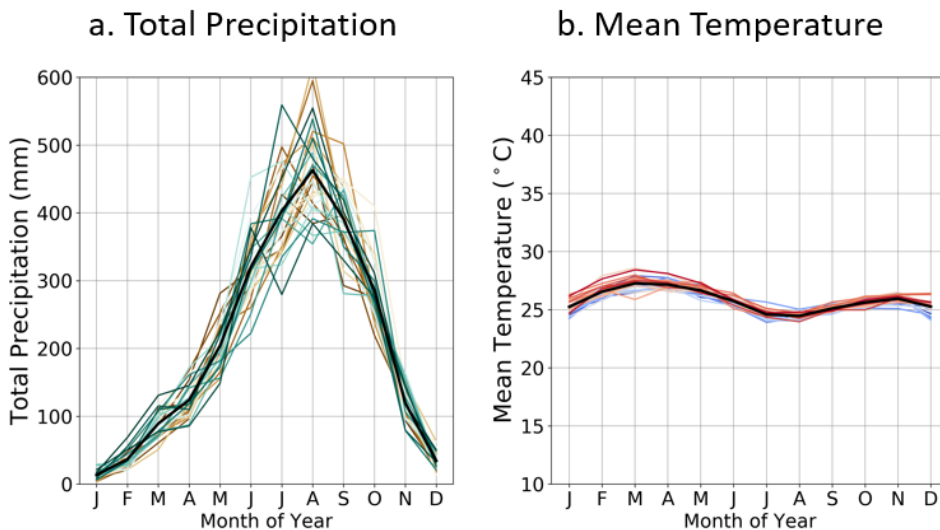 a. Total Precipitation
600
500
400
300
200
100
0
Total Precipitation (mm)
J F M A M J J A S O N D
Month of Year
b. Mean Temperature
45
40
35
30
25
20
15
10
Mean Temperature (°C)
J F M A M J J A S O N D
Month of Year